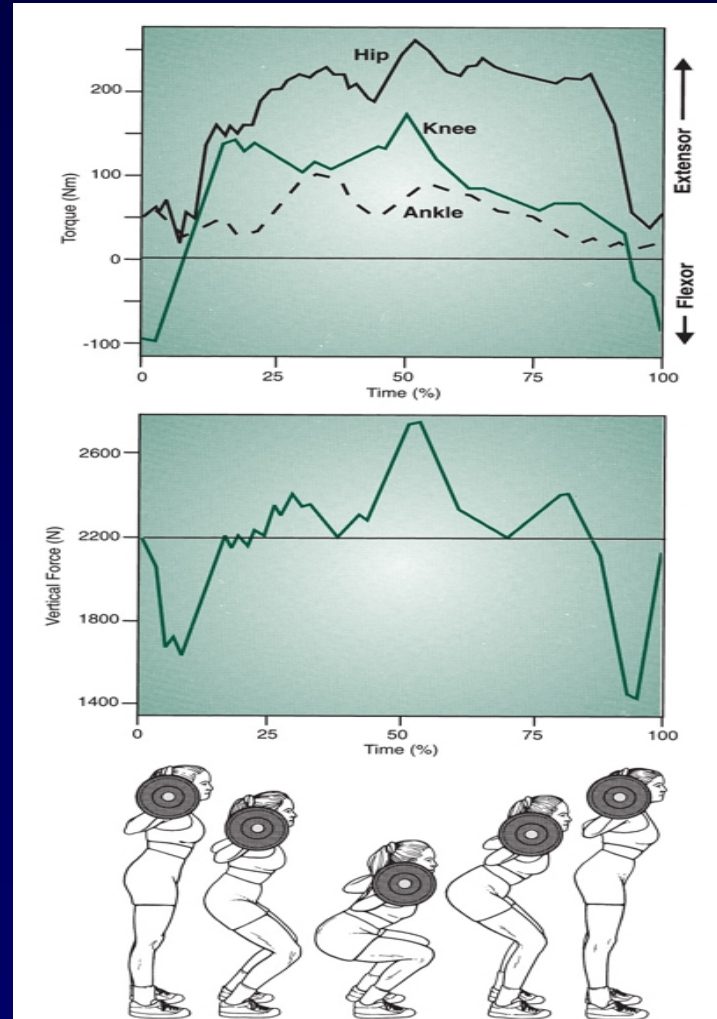 Hip
200
Knee
Extensor
Torque (Nm)
100
Ankle
0
Flexor
-100
0 25 50 75 100
Time (%)
2600
2200
Vertical Force (N)
1800
1400
0 25 50 75 100
Time (%)